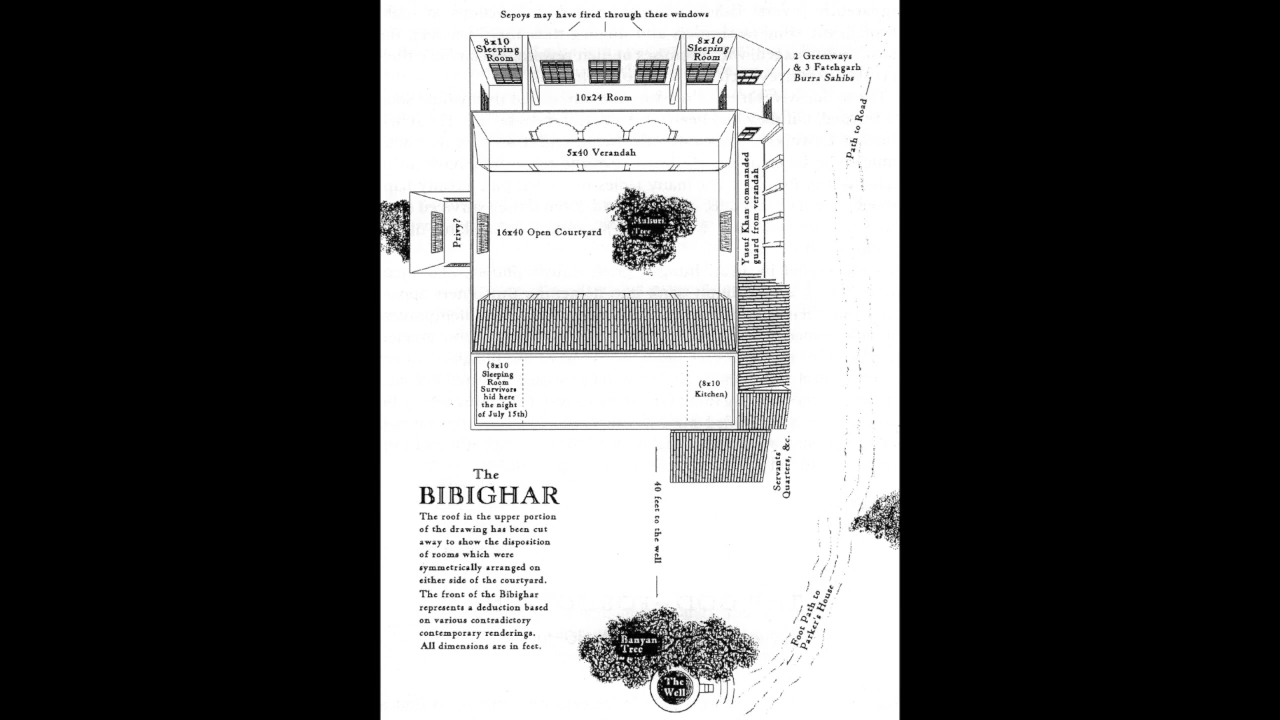 Sepoys may have fired through these windows
8x10
Sleeping
Room
8x10
Sleeping
Room
2 Greenways
& 3 Fatehgarh
Burra Sahibs
10x24 Room
Path to Road
5x40 Verandah
Yusuf Khan commanded
guard from verandah
Privy?
16x40 Open Courtyard
Mulsuri
Tree
(8x10
Sleeping
Room
Survivors
hid here
the night
of July 15th)
(8x10
Kitchen)
Servants'
Quarters, &c.
40 feet to the well
The
BIBIGHAR
The roof in the upper portion
of the drawing has been cut
away to show the disposition
of rooms which were
symmetrically arranged on
either side of the courtyard.
The front of the Bibighar
represents a deduction based
on various contradictory
contemporary renderings.
All dimensions are in feet.
Foot Path to
Parker's House
Banyan
Tree
The
Well